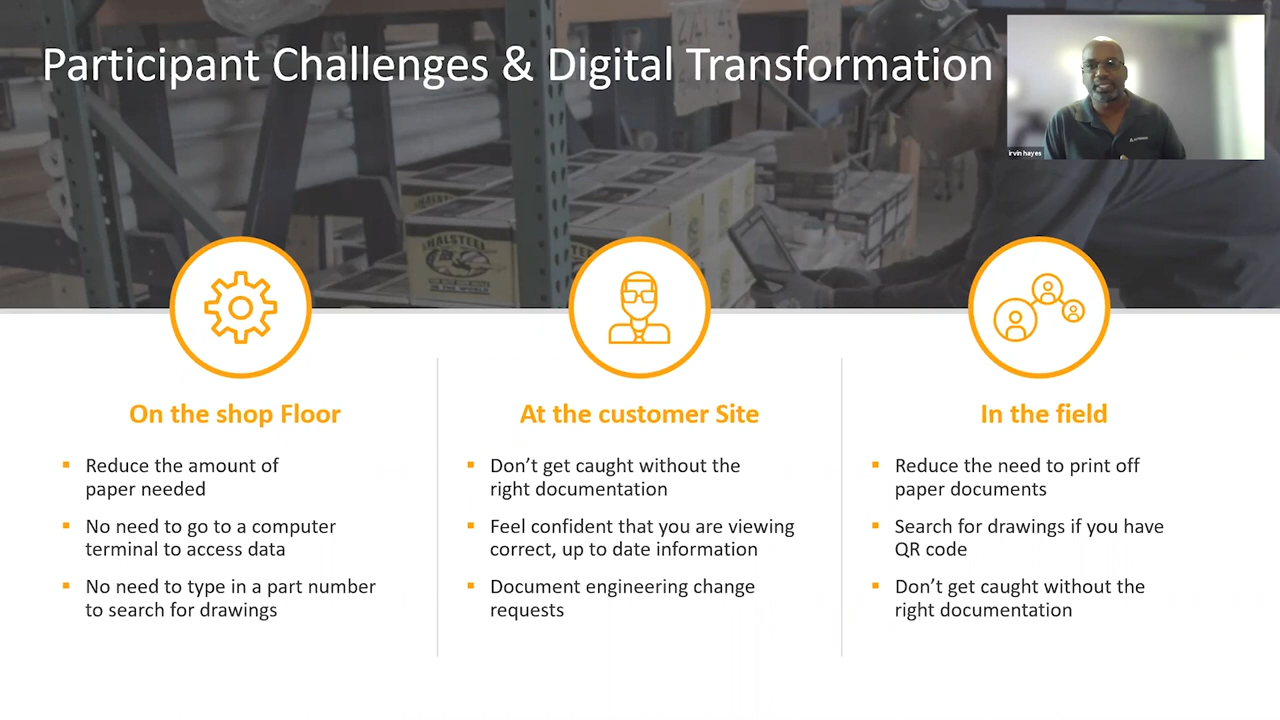 Participant Challenges & Digital Transformation
irvin hayes
HALSTEEL
IN THE WORLD
On the shop Floor
Reduce the amount of
paper needed
No need to go to a computer
terminal to access data
No need to type in a part number
to search for drawings
At the customer Site
Don’t get caught without the
right documentation
Feel confident that you are viewing
correct, up to date information
Document engineering change
requests
In the field
Reduce the need to print off
paper documents
Search for drawings if you have
QR code
Don’t get caught without the
right documentation